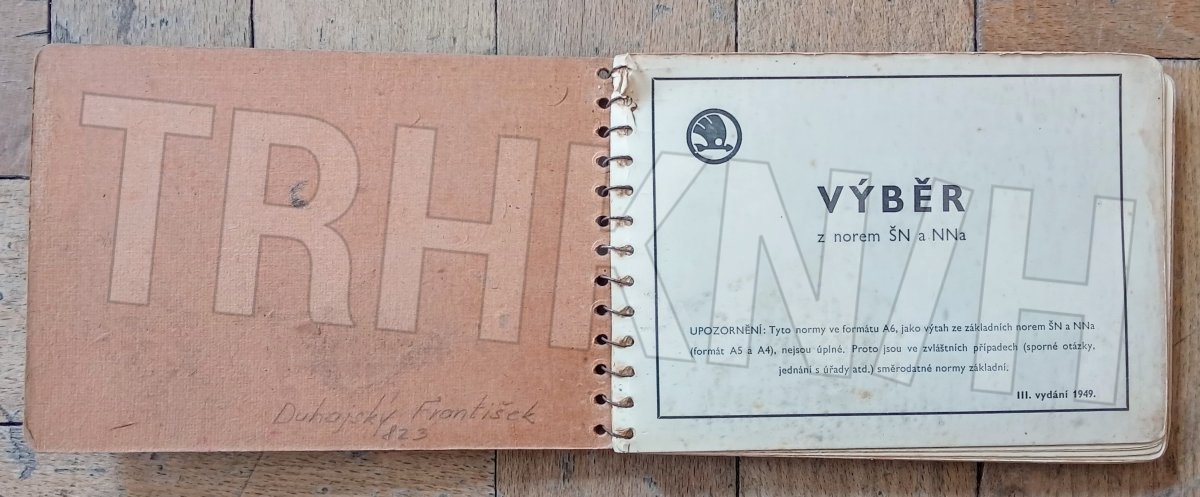 Duhajský František
823
VÝBĚR
z norem ŠN a NNa
UPOZORNĚNÍ: Tyto normy ve formátu A6, jako výtah ze základních norem ŠN a NNa
(formát A5 a A4), nejsou úplné. Proto jsou ve zvláštních případech (sporné otázky,
jednání s úřady atd.) směrodatné normy základní.
III. vydání 1949.
TRHKNIH